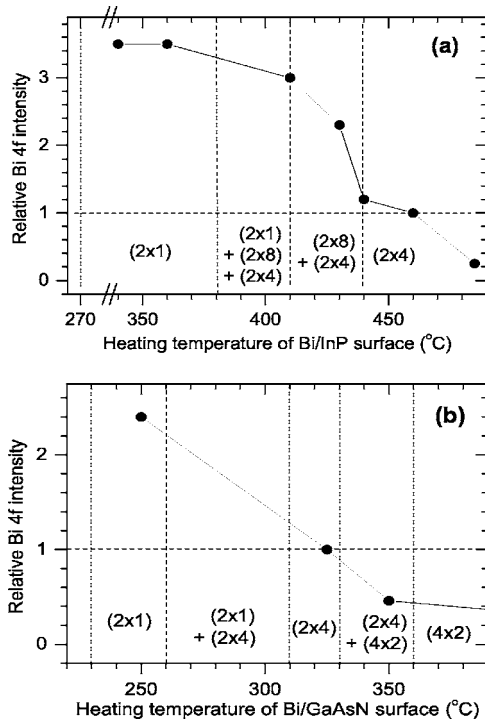 (a)
Relative Bi 4f intensity
3
2
1
0
(2x1)
(2x1)
+ (2x8)
+ (2x4)
(2x8)
+ (2x4)
(2x4)
270 350 400 450
Heating temperature of Bi/InP surface (°C)
(b)
Relative Bi 4f intensity
2
1
0
(2x1)
(2x1)
+ (2x4)
(2x4)
(2x4)
+ (4x2)
(4x2)
250 300 350
Heating temperature of Bi/GaAsN surface (°C)